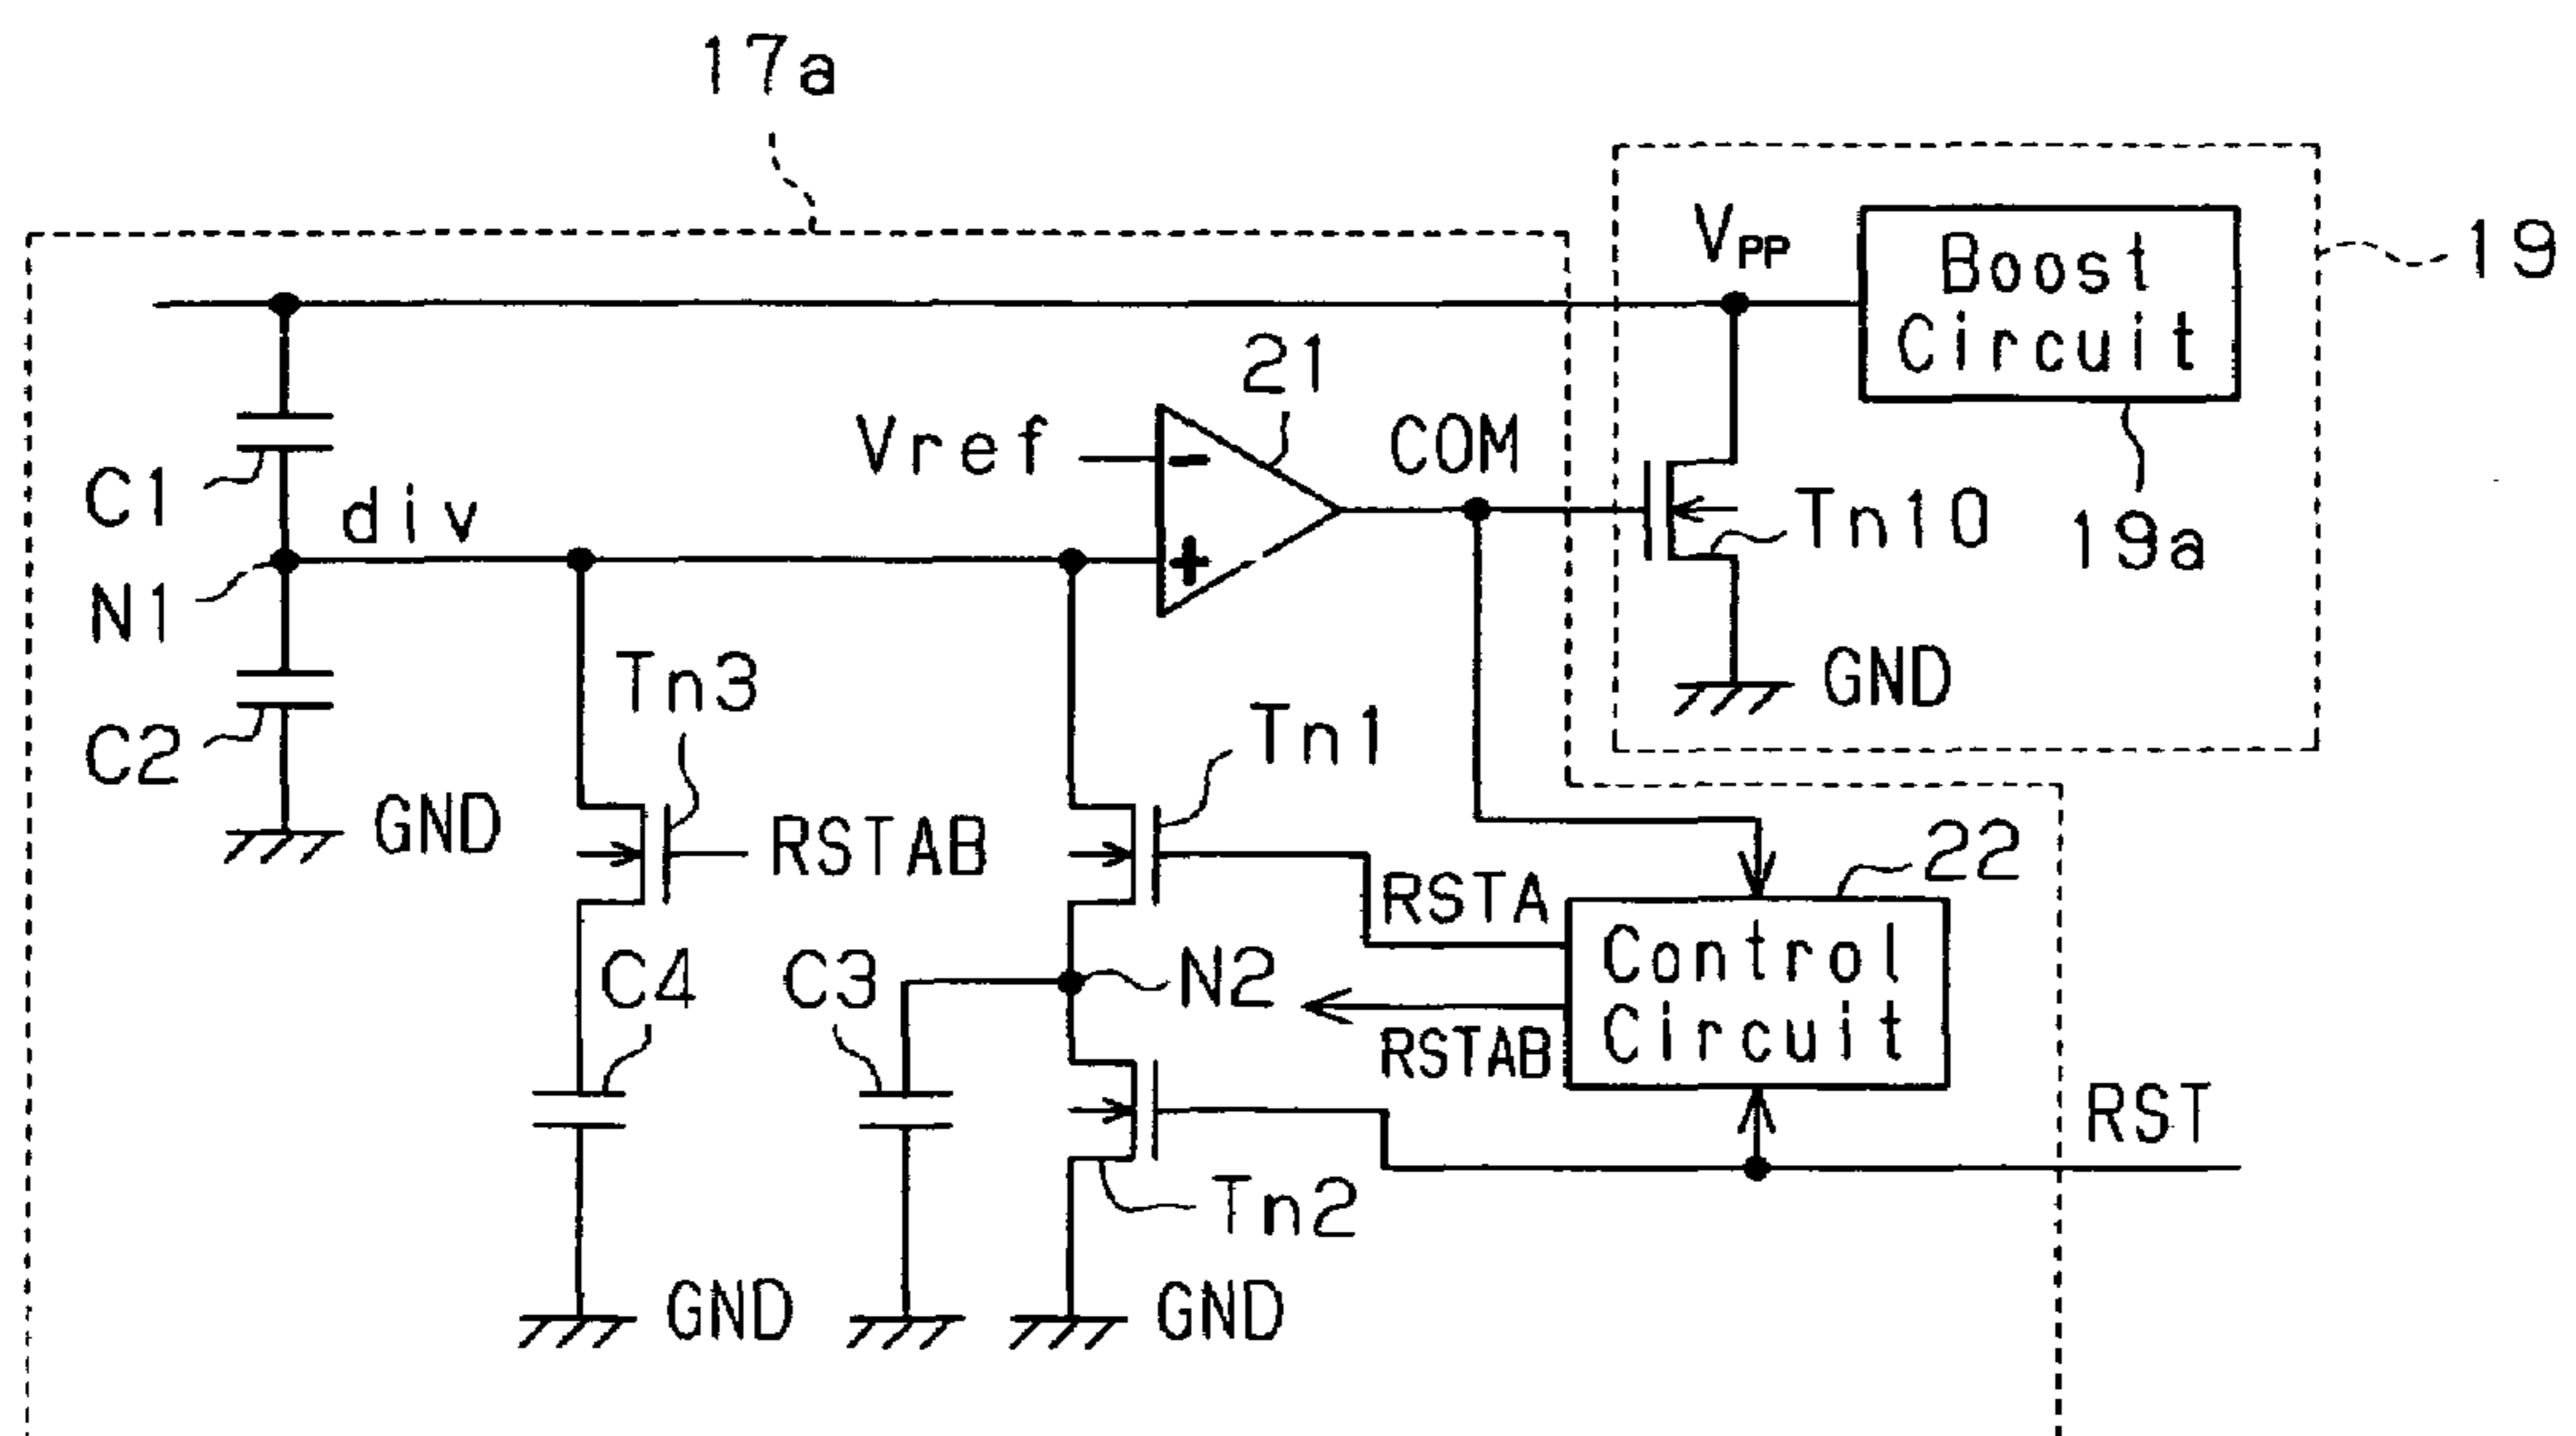 17a
19
VPP
Boost
Circuit
21
Vref
-
COM
C1
div
Tn10
19a
+
N1
GND
Tn3
Tn1
C2
GND
RSTAB
22
RSTA
Control
Circuit
C4
C3
N2
RSTAB
RST
Tn2
GND
GND